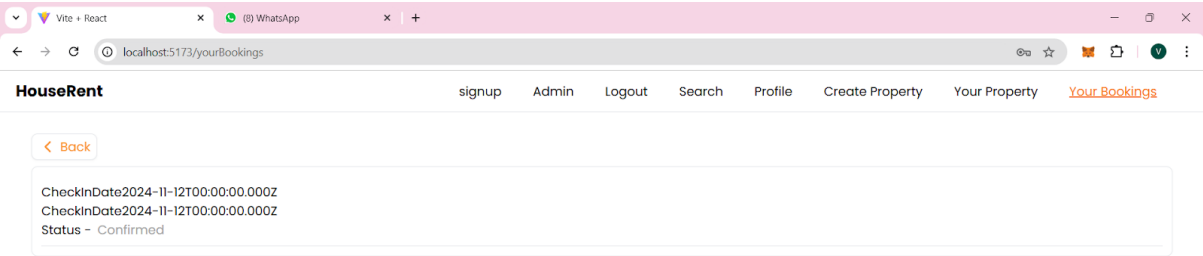 Vite + React
(8) WhatsApp
localhost:5173/yourBookings
V
HouseRent signup Admin Logout Search Profile Create Property Your Property Your Bookings
Back
CheckInDate2024-11-12T00:00:00.000Z
CheckInDate2024-11-12T00:00:00.000Z
Status - Confirmed